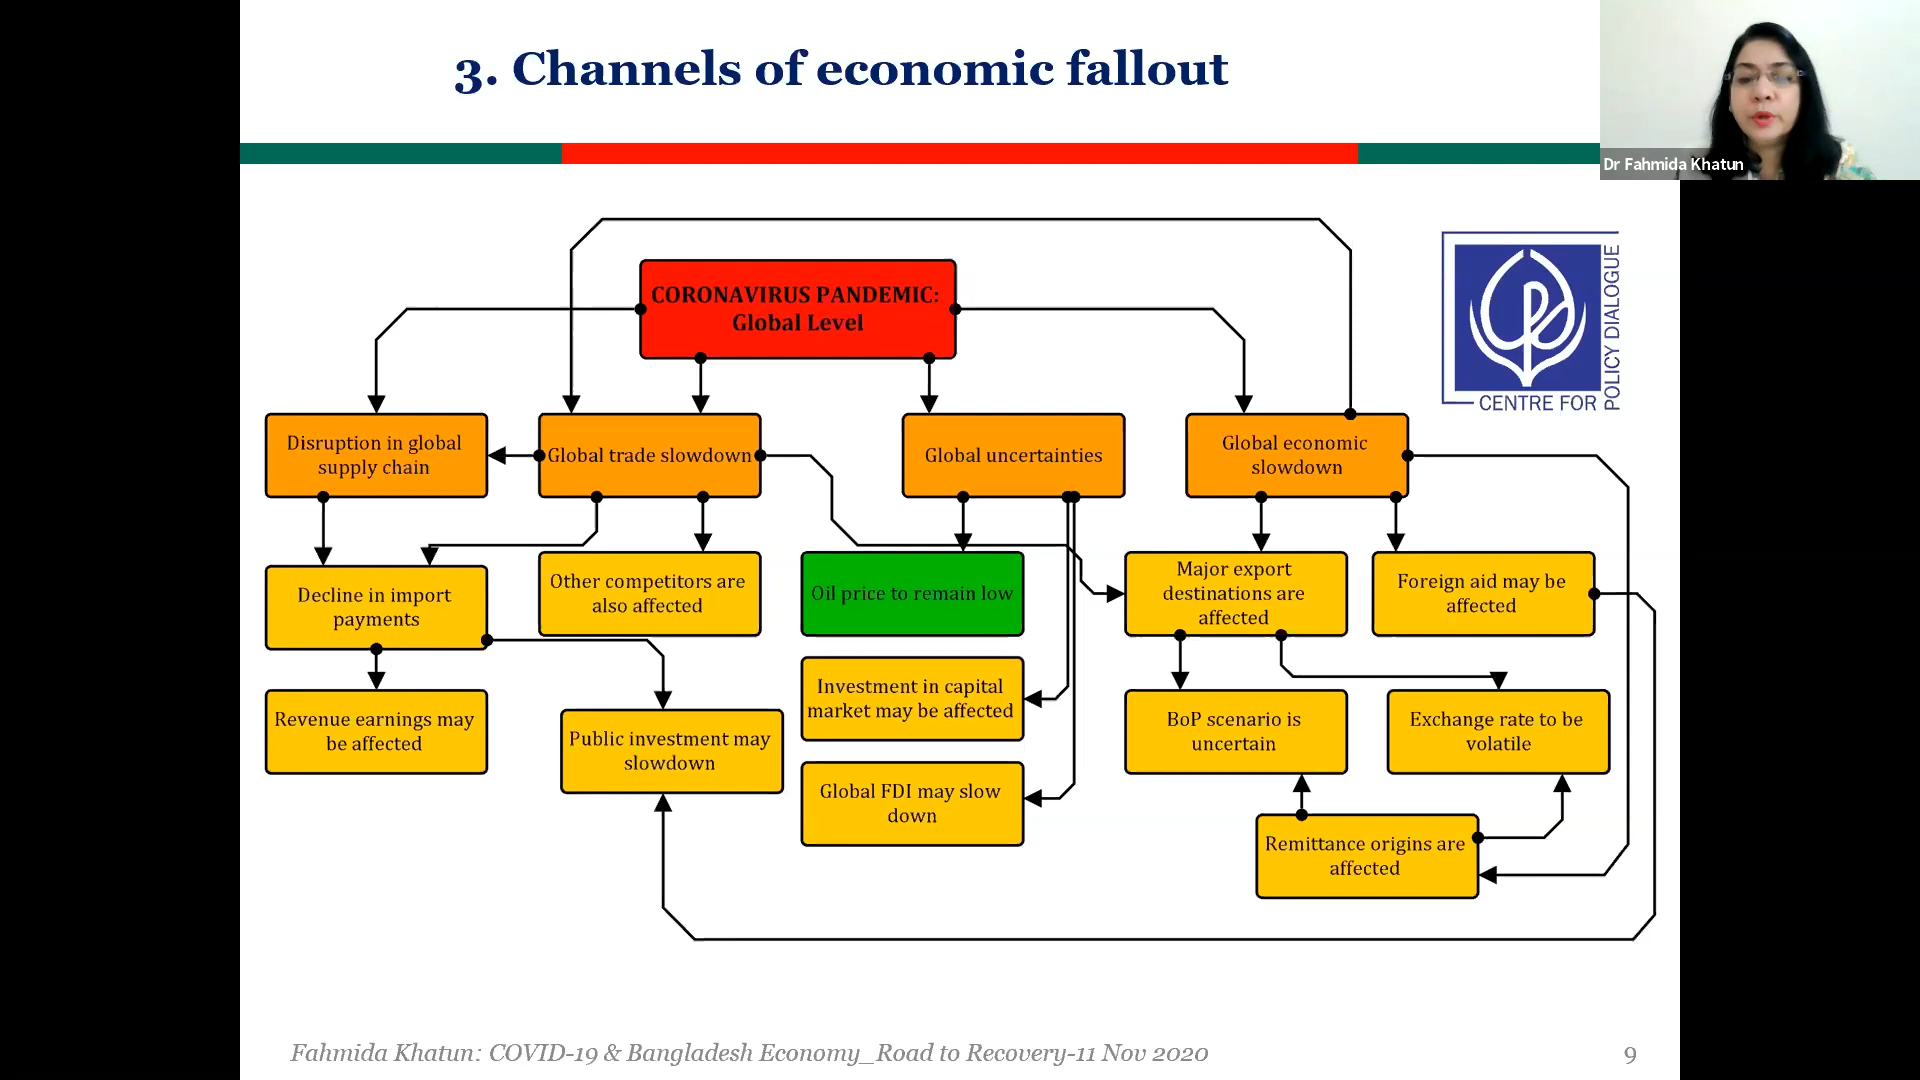 3. Channels of economic fallout
Dr Fahmida Khatun
CORONAVIRUS PANDEMIC:
Global Level
CENTRE FOR
POLICY DIALOGUE
Disruption in global
supply chain
Global trade slowdown
Global uncertainties
Global economic
slowdown
Decline in import
payments
Other competitors are
also affected
Oil price to remain low
Major export
destinations are
affected
Foreign aid may be
affected
Investment in capital
market may be affected
Revenue earnings may
be affected
Public investment may
slowdown
BoP scenario is
uncertain
Exchange rate to be
volatile
Global FDI may slow
down
Remittance origins are
affected
Fahmida Khatun: COVID-19 & Bangladesh Economy_Road to Recovery-11 Nov 2020
9